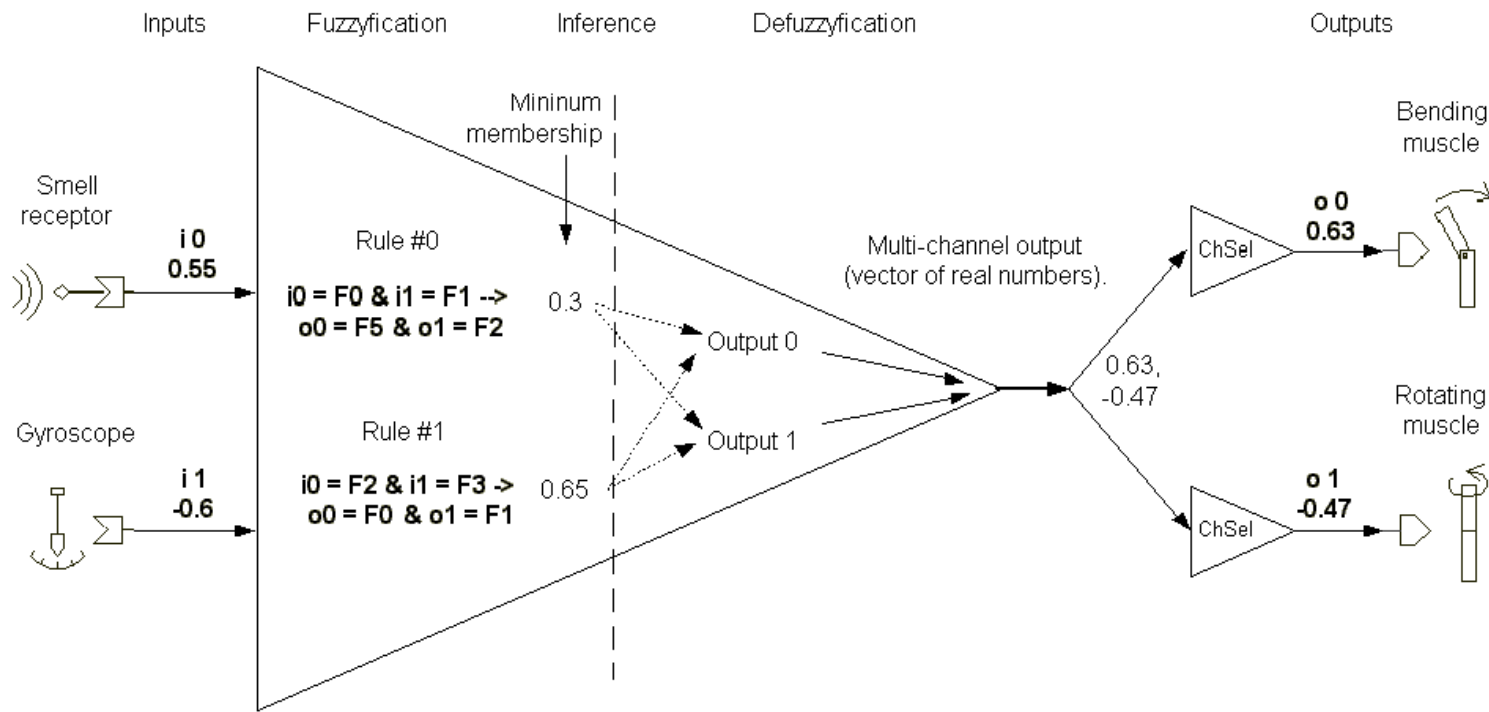 Inputs
Fuzzyfication
Inference
Defuzzyfication
Outputs
Mininum
membership
Smell
receptor
i 0
0.55
Rule #0
i0 = F0 & i1 = F1 -->
o0 = F5 & o1 = F2
0.3
Output 0
Multi-channel output
(vector of real numbers).
ChSel
o 0
0.63
Bending
muscle
0.63,
-0.47
Gyroscope
i 1
-0.6
Rule #1
i0 = F2 & i1 = F3 ->
o0 = F0 & o1 = F1
0.65
Output 1
ChSel
o 1
-0.47
Rotating
muscle